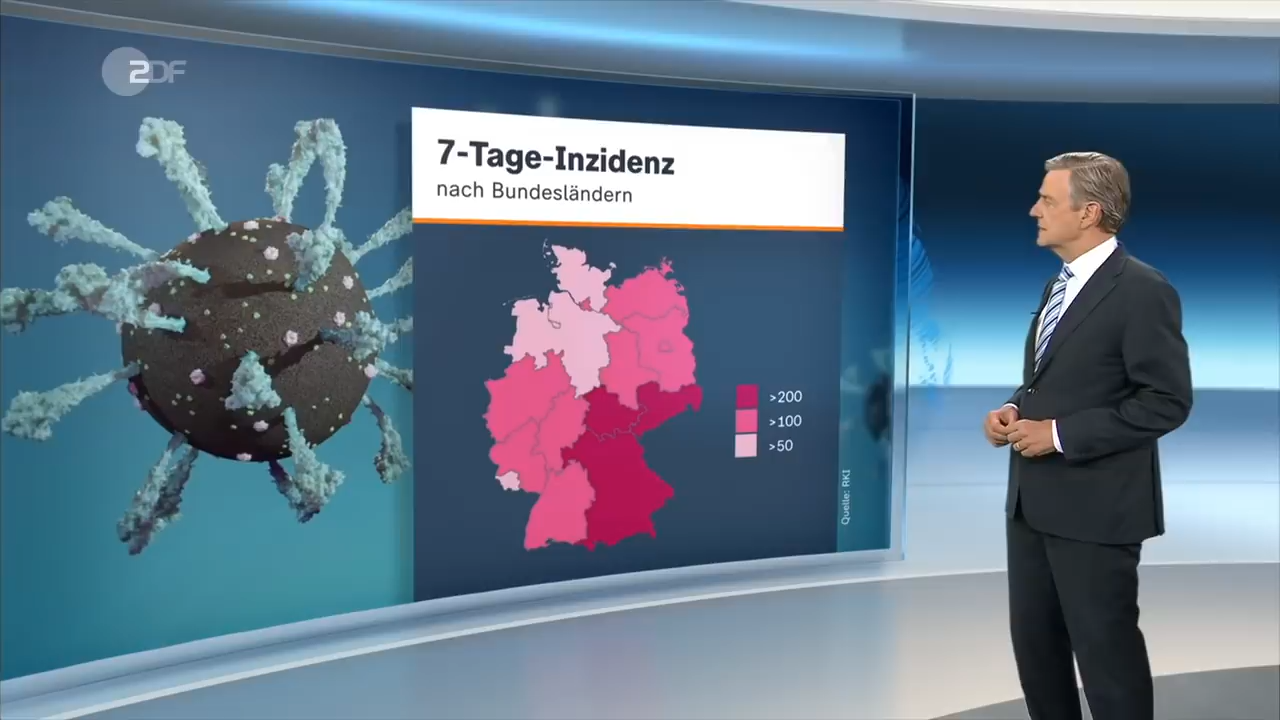 ZDF
7-Tage-Inzidenz
nach Bundesländern
>200
>100
>50
Quelle: RKI